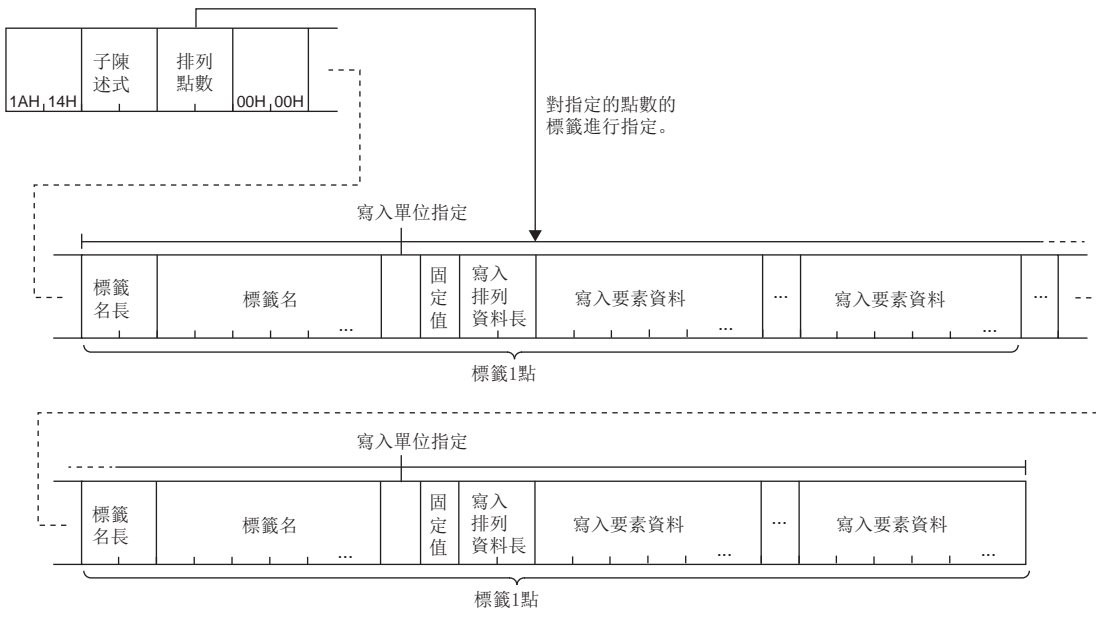 子陳
述式
排列
點數
1AH 14H
00H 00H
對指定的點數的
標籤進行指定。
寫入單位指定
標籤
名長
標籤名
...
固
定
值
寫入
排列
資料長
寫入要素資料
...
...
寫入要素資料
...
...
標籤1點
寫入單位指定
標籤
名長
標籤名
...
固
定
值
寫入
排列
資料長
寫入要素資料
...
...
寫入要素資料
...
標籤1點